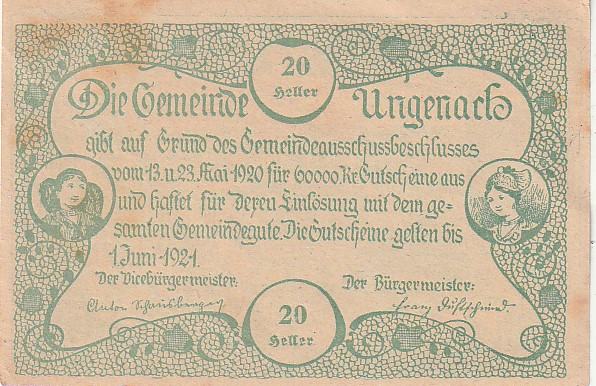 20
Heller
Die Gemeinde Ungenach
gibt auf Grund des Gemeindeausschussbeschlusses
vom 13. u. 23. Mai 1920 für 60000 Kr. Gutscheine aus
und haftet für deren Einlösung mit dem ge-
samten Gemeindegute. Die Gutscheine gelten bis
1. Juni 1921.
Der Vicebürgermeister: Der Bürgermeister:
Anton Franz
20
Heller